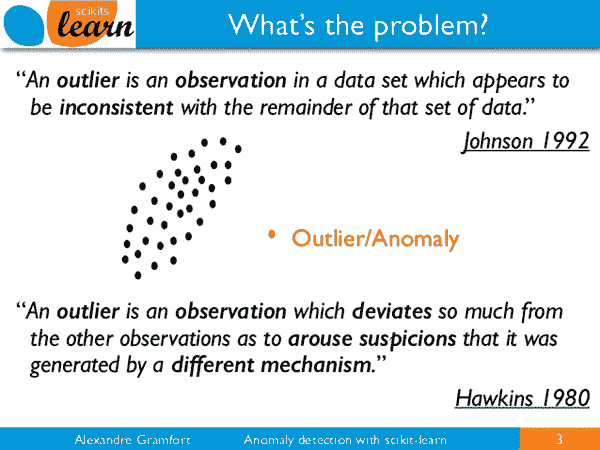 scikits
learn
What's the problem?
“An outlier is an observation in a data set which appears to
be inconsistent with the remainder of that set of data.”
Johnson 1992
• Outlier/Anomaly
“An outlier is an observation which deviates so much from
the other observations as to arouse suspicions that it was
generated by a different mechanism.”
Hawkins 1980
Alexandre Gramfort Anomaly detection with scikit-learn 3